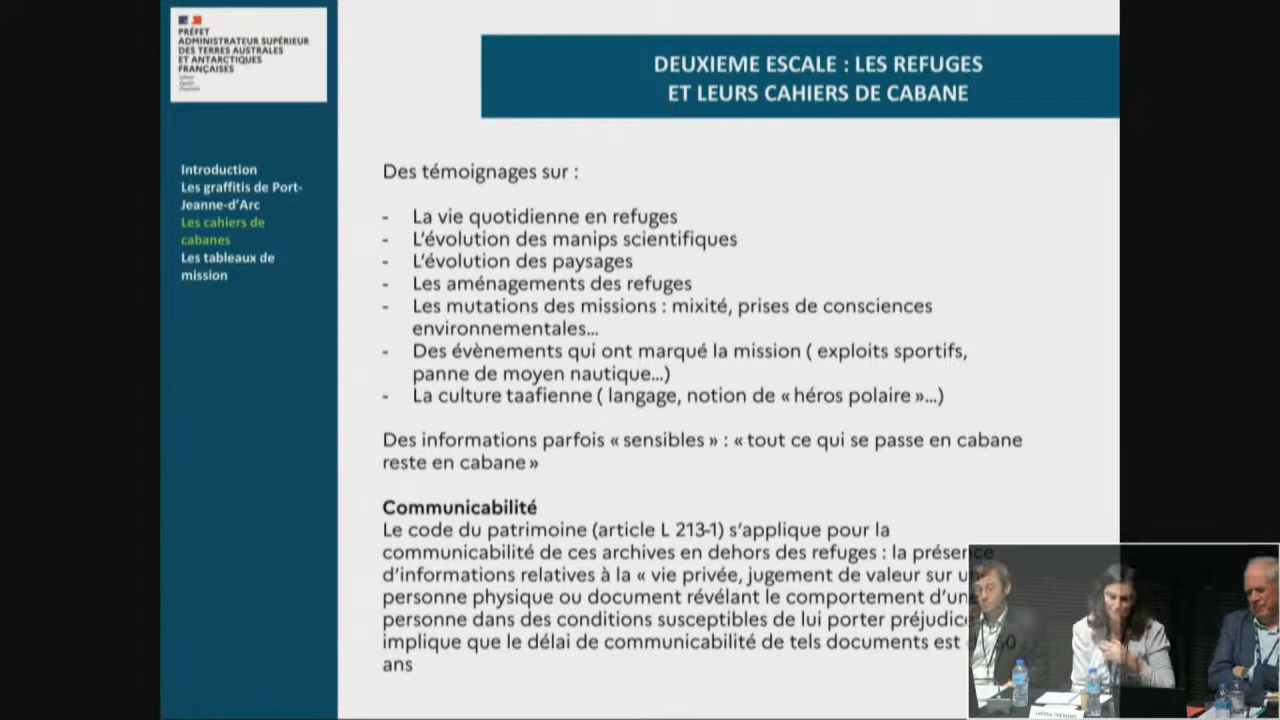 PRÉFET
ADMINISTRATEUR SUPÉRIEUR
DES TERRES AUSTRALES
ET ANTARCTIQUES
FRANÇAISES
Liberté
Égalité
Fraternité
DEUXIEME ESCALE : LES REFUGES
ET LEURS CAHIERS DE CABANE
Introduction
Les graffitis de Port-
Jeanne-d'Arc
Les cahiers de
cabanes
Les tableaux de
mission
Des témoignages sur :
- La vie quotidienne en refuges
- L'évolution des manips scientifiques
- L'évolution des paysages
- Les aménagements des refuges
- Les mutations des missions : mixité, prises de consciences
environnementales...
- Des évènements qui ont marqué la mission ( exploits sportifs,
panne de moyen nautique...)
- La culture taafienne ( langage, notion de « héros polaire »...)
Des informations parfois « sensibles » : « tout ce qui se passe en cabane
reste en cabane »
Communicabilité
Le code du patrimoine (article L 213-1) s'applique pour la
communicabilité de ces archives en dehors des refuges : la présence
d'informations relatives à la « vie privée, jugement de valeur sur
personne physique ou document révélant le comportement
personne dans des conditions susceptibles de lui porter préjudice
implique que le délai de communicabilité de tels documents est 50
ans